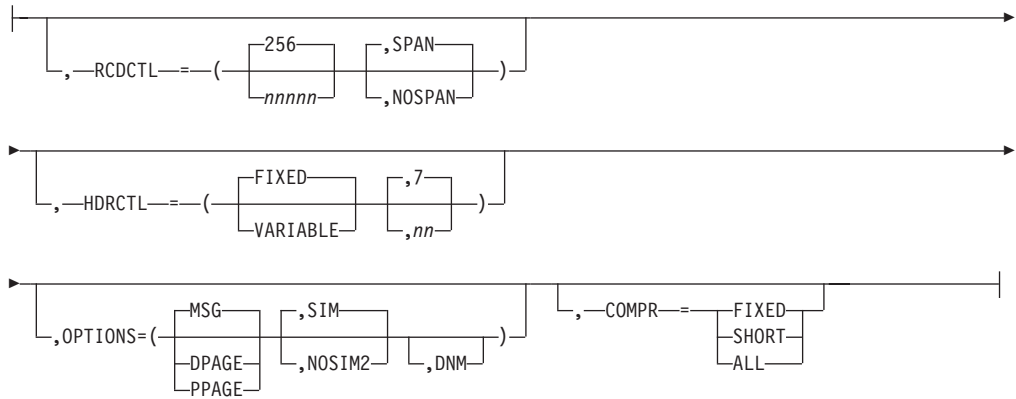 256 ,SPAN
, RCDCTL = ( nnnnn ,NOSPAN )
FIXED ,7
, HDRCTL = ( VARIABLE ,nn )
MSG ,SIM , COMPR = FIXED
,OPTIONS=( DPAGE ,NOSIM2 ,DNM ) SHORT
PPAGE ALL